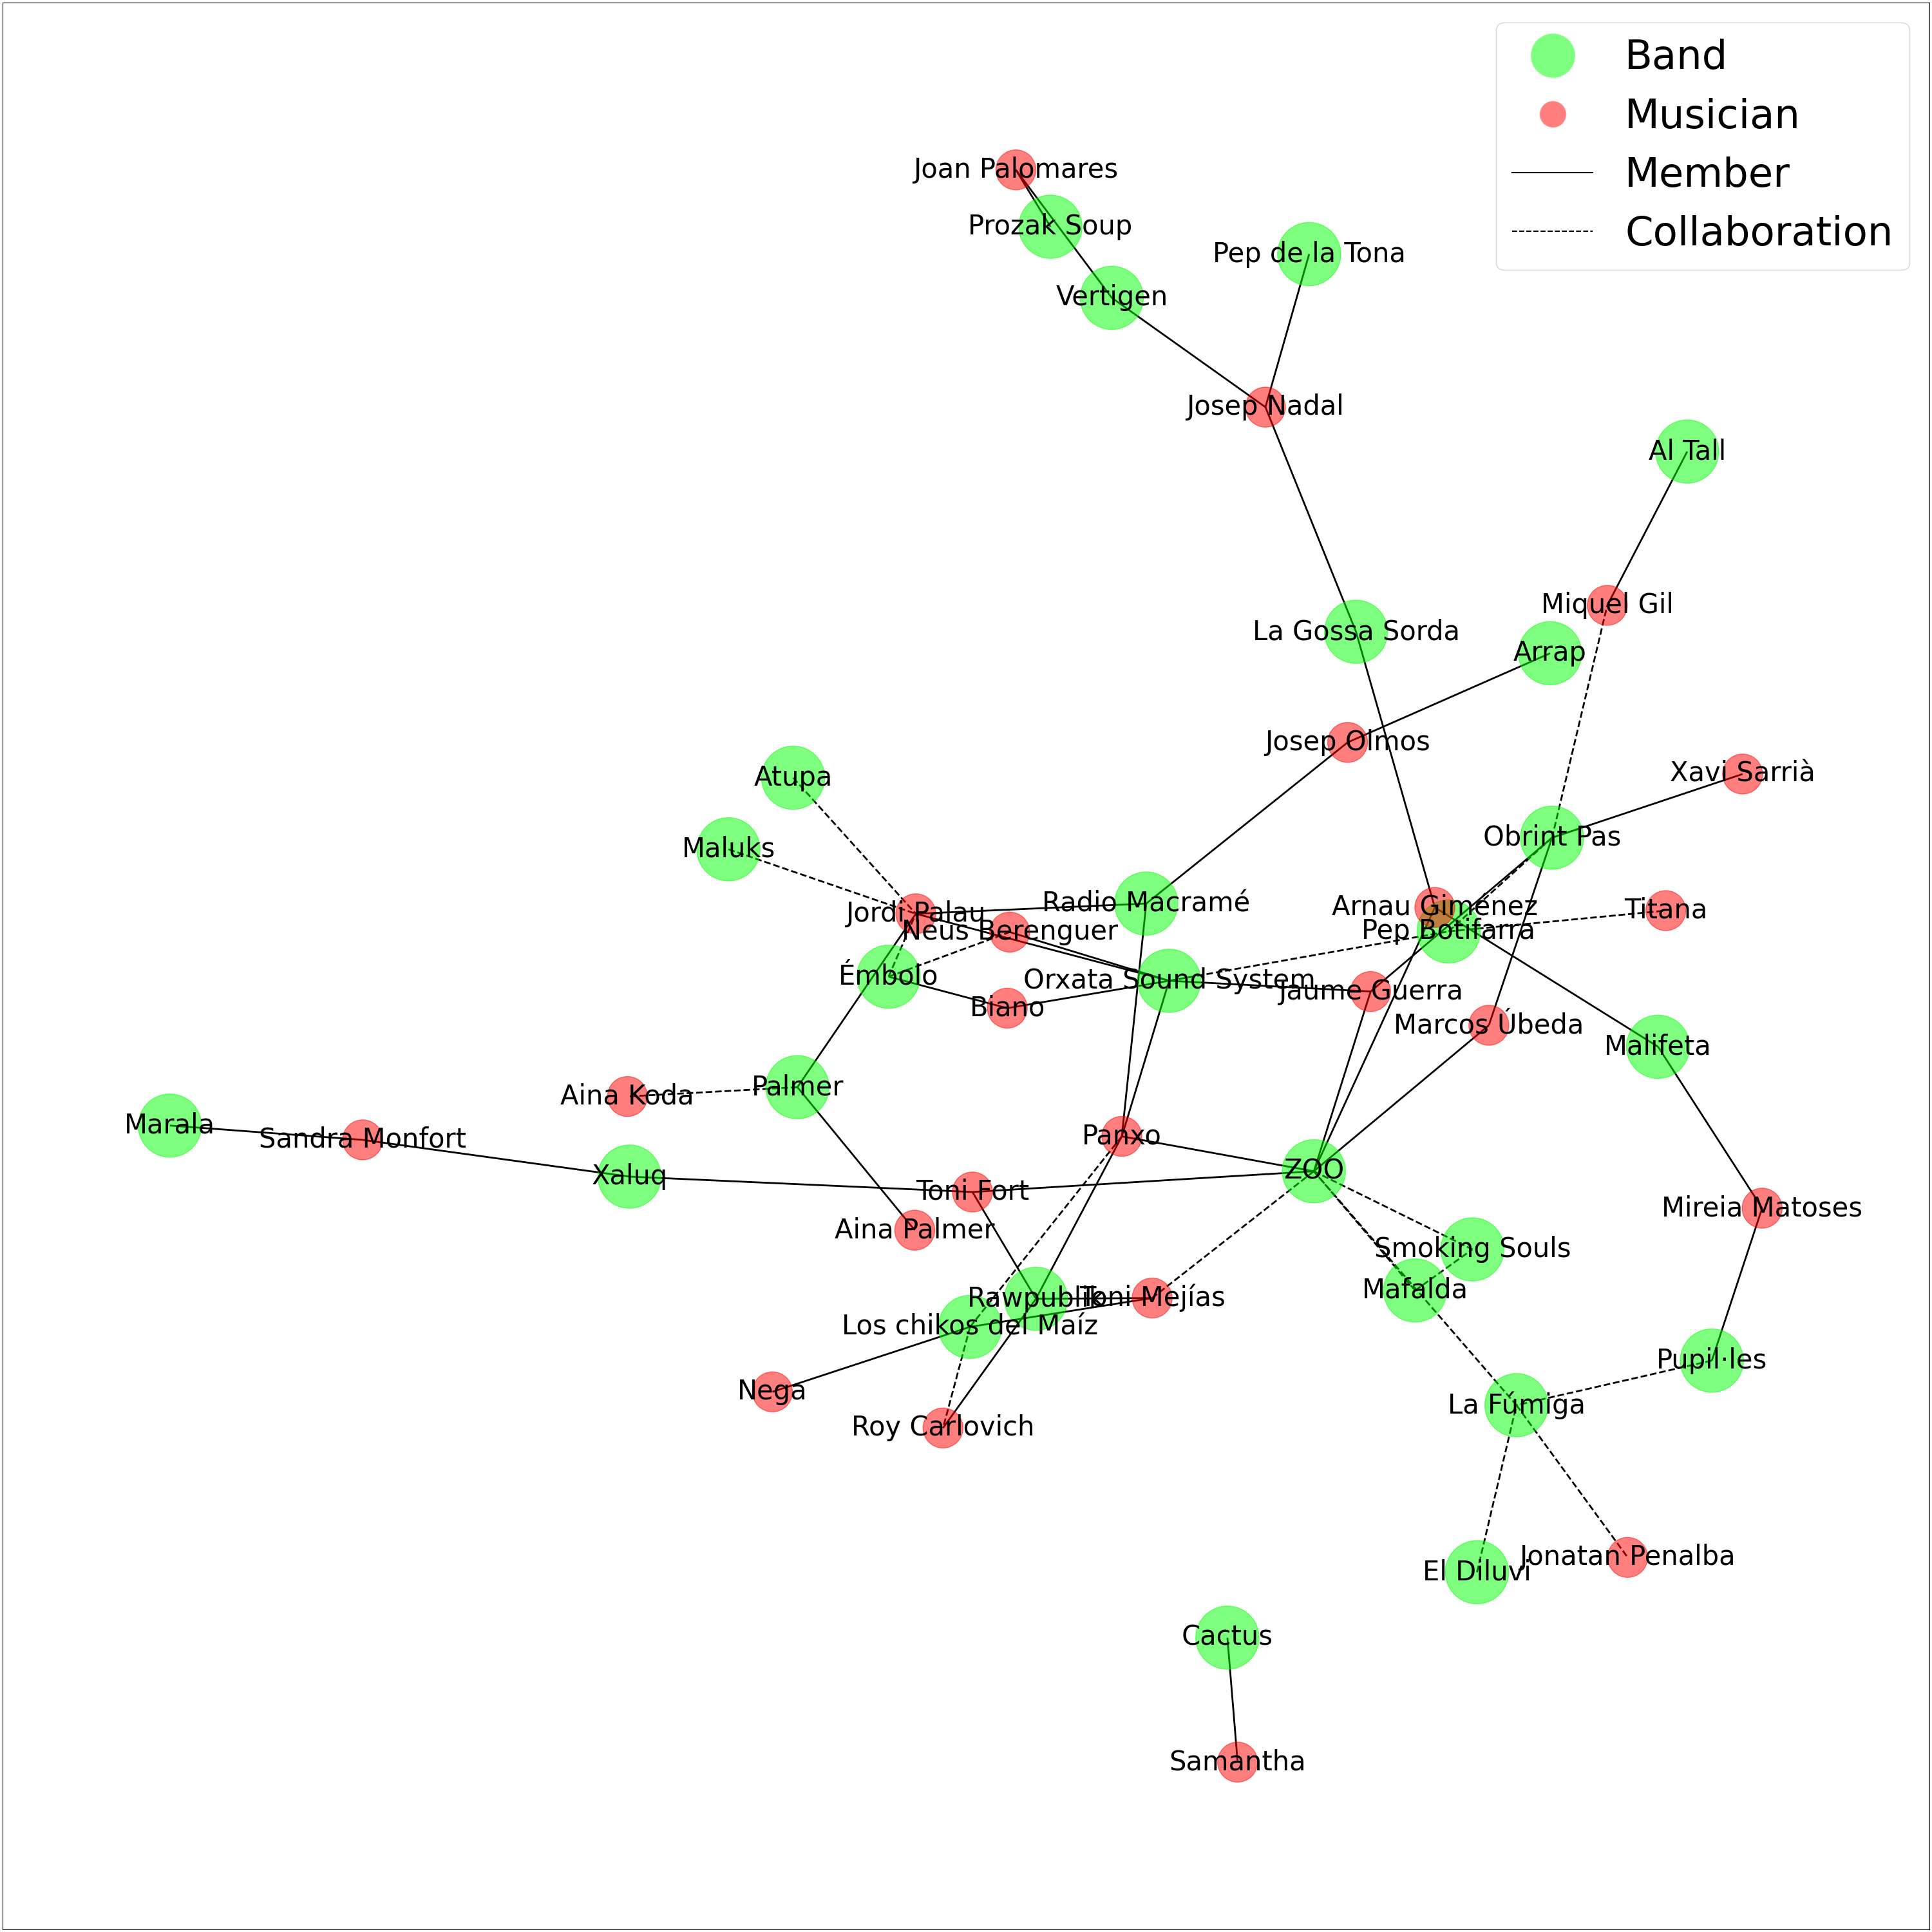 Band
Musician
Member
Collaboration
Joan Palomares
Prozak Soup
Pep de la Tona
Vertigen
Josep Nadal
Al Tall
Miquel Gil
La Gossa Sorda
Arrap
Josep Olmos
Xavi Sarrià
Atupa
Obrint Pas
Maluks
Radio Macramé
Arnau Giménez
Titana
Jordi Palau
Neus Berenguer
Pep Botifarra
Émbolo
Orxata Sound System
Jaume Guerra
Biano
Marcos Úbeda
Malifeta
Palmer
Aina Koda
Marala
Sandra Monfort
Panxo
ZOO
Xaluq
Toni Fort
Mireia Matoses
Aina Palmer
Smoking Souls
Mafalda
Rawpublik
Toni Mejías
Los chikos del Maíz
Pupil·les
Nega
La Fúmiga
Roy Carlovich
Jonatan Penalba
El Diluvi
Cactus
Samantha